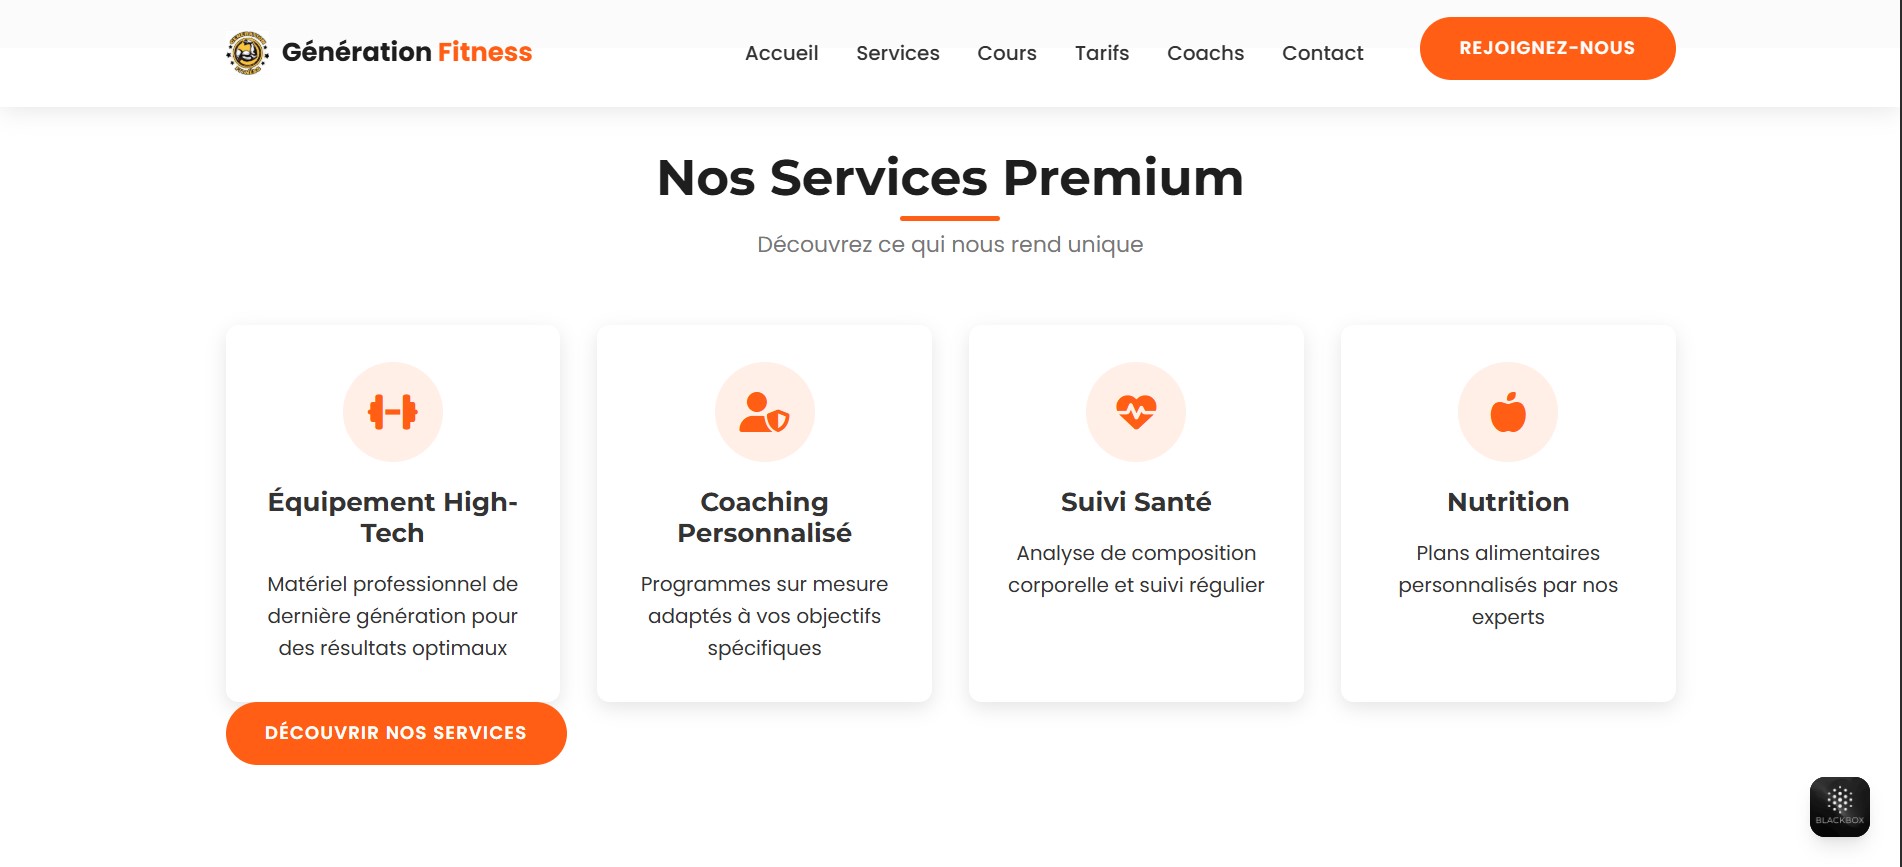 Génération Fitness
Accueil
Services
Cours
Tarifs
Coachs
Contact
REJOIGNEZ-NOUS
Nos Services Premium
Découvrez ce qui nous rend unique
Équipement High-
Tech
Matériel professionnel de
dernière génération pour
des résultats optimaux
Coaching
Personnalisé
Programmes sur mesure
adaptés à vos objectifs
spécifiques
Suivi Santé
Analyse de composition
corporelle et suivi régulier
Nutrition
Plans alimentaires
personnalisés par nos
experts
DÉCOUVRIR NOS SERVICES
BLACKBOX